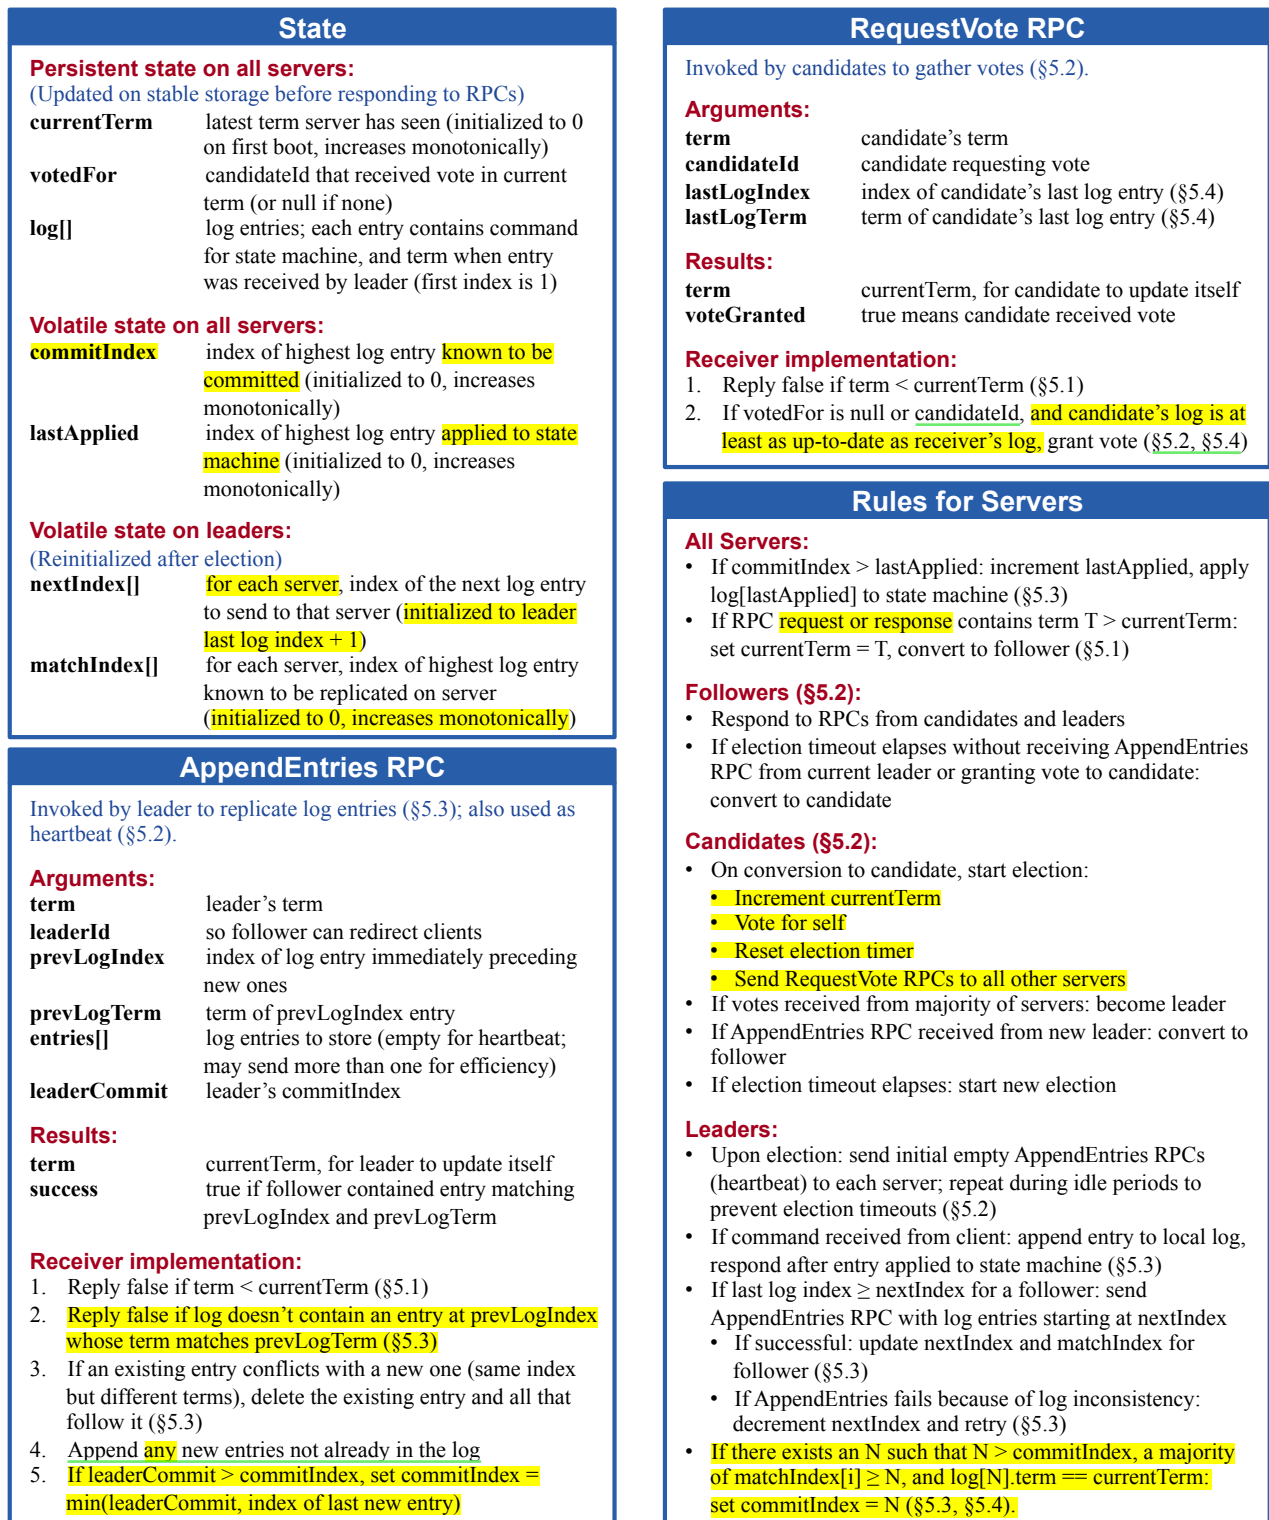 State
Persistent state on all servers:
(Updated on stable storage before responding to RPCs)
currentTerm latest term server has seen (initialized to 0
on first boot, increases monotonically)
votedFor candidateId that received vote in current
term (or null if none)
log[] log entries; each entry contains command
for state machine, and term when entry
was received by leader (first index is 1)
Volatile state on all servers:
commitIndex index of highest log entry known to be
committed (initialized to 0, increases
monotonically)
lastApplied index of highest log entry applied to state
machine (initialized to 0, increases
monotonically)
Volatile state on leaders:
(Reinitialized after election)
nextIndex[] for each server, index of the next log entry
to send to that server (initialized to leader
last log index + 1)
matchIndex[] for each server, index of highest log entry
known to be replicated on server
(initialized to 0, increases monotonically)
AppendEntries RPC
Invoked by leader to replicate log entries (§5.3); also used as
heartbeat (§5.2).
Arguments:
term leader’s term
leaderId so follower can redirect clients
prevLogIndex index of log entry immediately preceding
new ones
prevLogTerm term of prevLogIndex entry
entries[] log entries to store (empty for heartbeat;
may send more than one for efficiency)
leaderCommit leader’s commitIndex
Results:
term currentTerm, for leader to update itself
success true if follower contained entry matching
prevLogIndex and prevLogTerm
Receiver implementation:
1. Reply false if term < currentTerm (§5.1)
2. Reply false if log doesn’t contain an entry at prevLogIndex
whose term matches prevLogTerm (§5.3)
3. If an existing entry conflicts with a new one (same index
but different terms), delete the existing entry and all that
follow it (§5.3)
4. Append any new entries not already in the log
5. If leaderCommit > commitIndex, set commitIndex =
min(leaderCommit, index of last new entry)
RequestVote RPC
Invoked by candidates to gather votes (§5.2).
Arguments:
term candidate’s term
candidateId candidate requesting vote
lastLogIndex index of candidate’s last log entry (§5.4)
lastLogTerm term of candidate’s last log entry (§5.4)
Results:
term currentTerm, for candidate to update itself
voteGranted true means candidate received vote
Receiver implementation:
1. Reply false if term < currentTerm (§5.1)
2. If votedFor is null or candidateId, and candidate’s log is at
least as up-to-date as receiver’s log, grant vote (§5.2, §5.4)
Rules for Servers
All Servers:
• If commitIndex > lastApplied: increment lastApplied, apply
log[lastApplied] to state machine (§5.3)
• If RPC request or response contains term T > currentTerm:
set currentTerm = T, convert to follower (§5.1)
Followers (§5.2):
• Respond to RPCs from candidates and leaders
• If election timeout elapses without receiving AppendEntries
RPC from current leader or granting vote to candidate:
convert to candidate
Candidates (§5.2):
• On conversion to candidate, start election:
• Increment currentTerm
• Vote for self
• Reset election timer
• Send RequestVote RPCs to all other servers
• If votes received from majority of servers: become leader
• If AppendEntries RPC received from new leader: convert to
follower
• If election timeout elapses: start new election
Leaders:
• Upon election: send initial empty AppendEntries RPCs
(heartbeat) to each server; repeat during idle periods to
prevent election timeouts (§5.2)
• If command received from client: append entry to local log,
respond after entry applied to state machine (§5.3)
• If last log index ≥ nextIndex for a follower: send
AppendEntries RPC with log entries starting at nextIndex
• If successful: update nextIndex and matchIndex for
follower (§5.3)
• If AppendEntries fails because of log inconsistency:
decrement nextIndex and retry (§5.3)
• If there exists an N such that N > commitIndex, a majority
of matchIndex[i] ≥ N, and log[N].term == currentTerm:
set commitIndex = N (§5.3, §5.4).